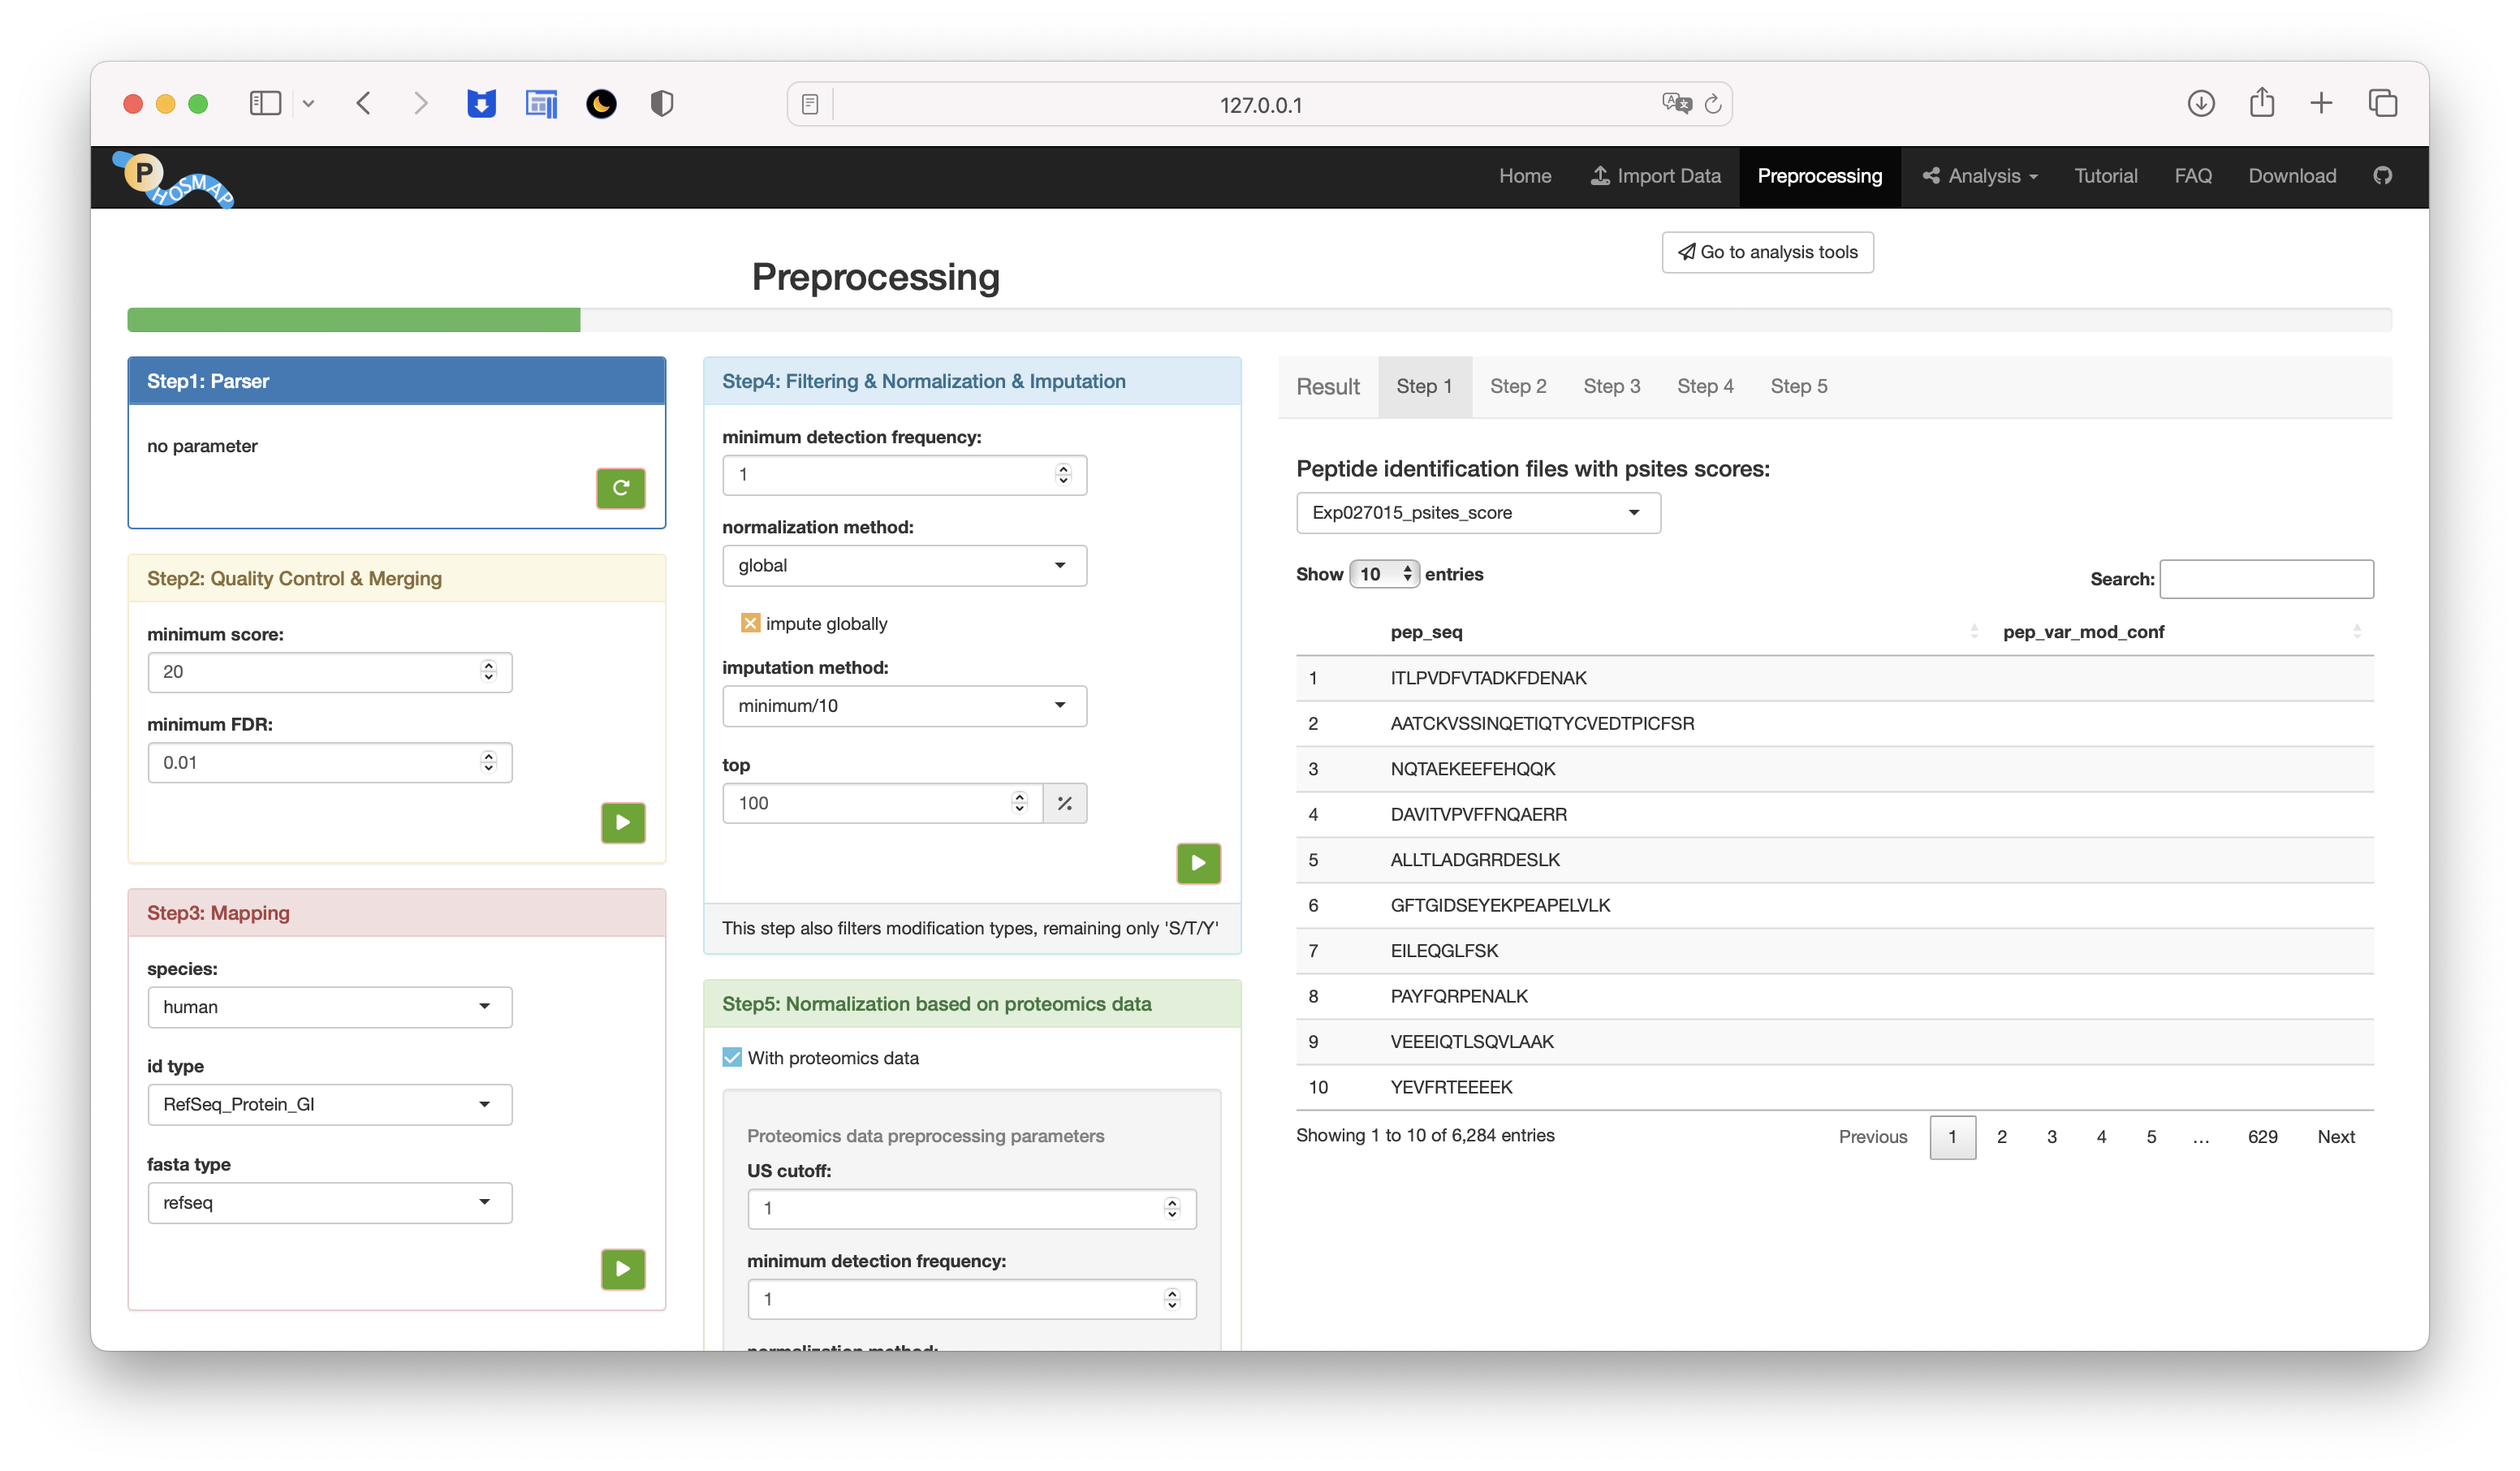 127.0.0.1
PHOSMAP
Home
Import Data
Preprocessing
Analysis
Tutorial
FAQ
Download
Go to analysis tools
Preprocessing
Step1: Parser
no parameter
Step2: Quality Control & Merging
minimum score:
20
minimum FDR:
0.01
Step3: Mapping
species:
human
id type
RefSeq_Protein_GI
fasta type
refseq
Step4: Filtering & Normalization & Imputation
minimum detection frequency:
1
normalization method:
global
impute globally
imputation method:
minimum/10
top
100 %
This step also filters modification types, remaining only 'S/T/Y'
Step5: Normalization based on proteomics data
With proteomics data
Proteomics data preprocessing parameters
US cutoff:
1
minimum detection frequency:
1
normalization method:
Result Step 1 Step 2 Step 3 Step 4 Step 5
Peptide identification files with psites scores:
Exp027015_psites_score
Show 10 entries
Search:
pep_seq pep_var_mod_conf
1 ITLPVDFVTADKFDENAK
2 AATCKVSSINQETIQTYCVEDTPICFSR
3 NQTAEKEEFEHQQK
4 DAVITVPVFFNQAERR
5 ALLTLADGRRDESLK
6 GFTGIDSEYEKPEAPELVLK
7 EILEQGLFSK
8 PAYFQRPENALK
9 VEEEIQTLSQVLAAK
10 YEVFRTEEEEK
Showing 1 to 10 of 6,284 entries
Previous 1 2 3 4 5 … 629 Next